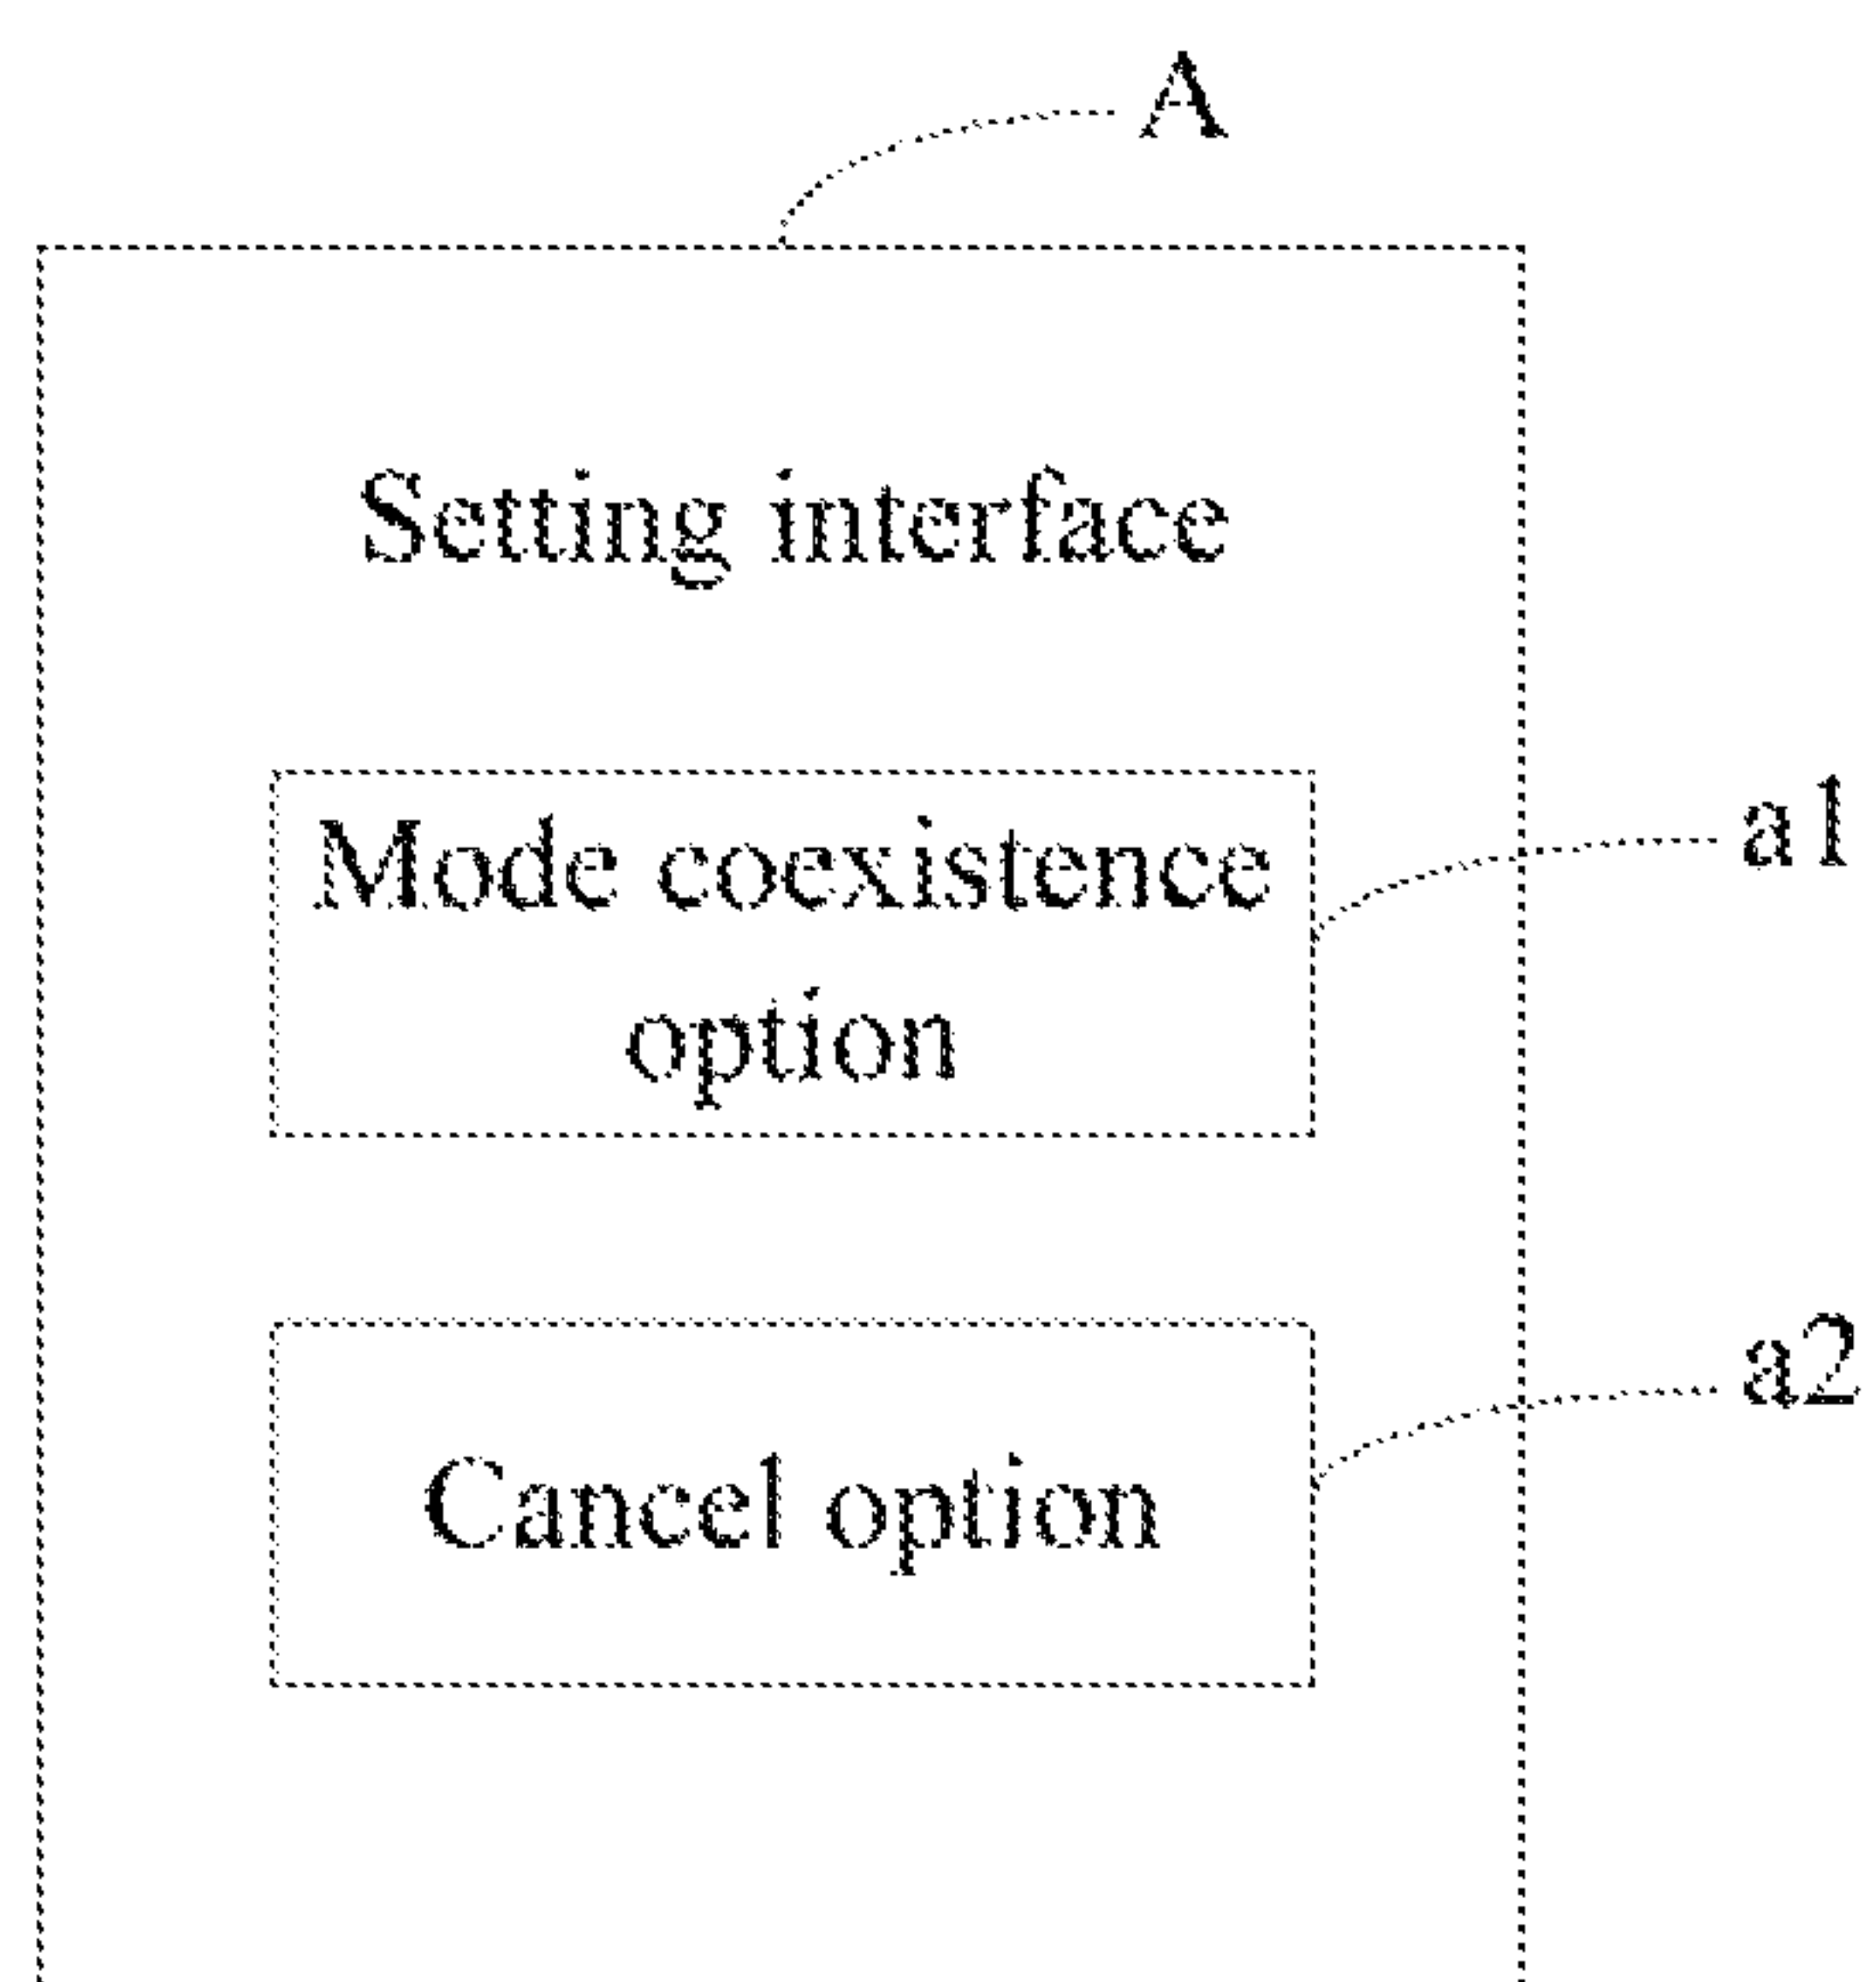 A
Setting interface
Mode coexistence
a1
option
Cancel option
a2